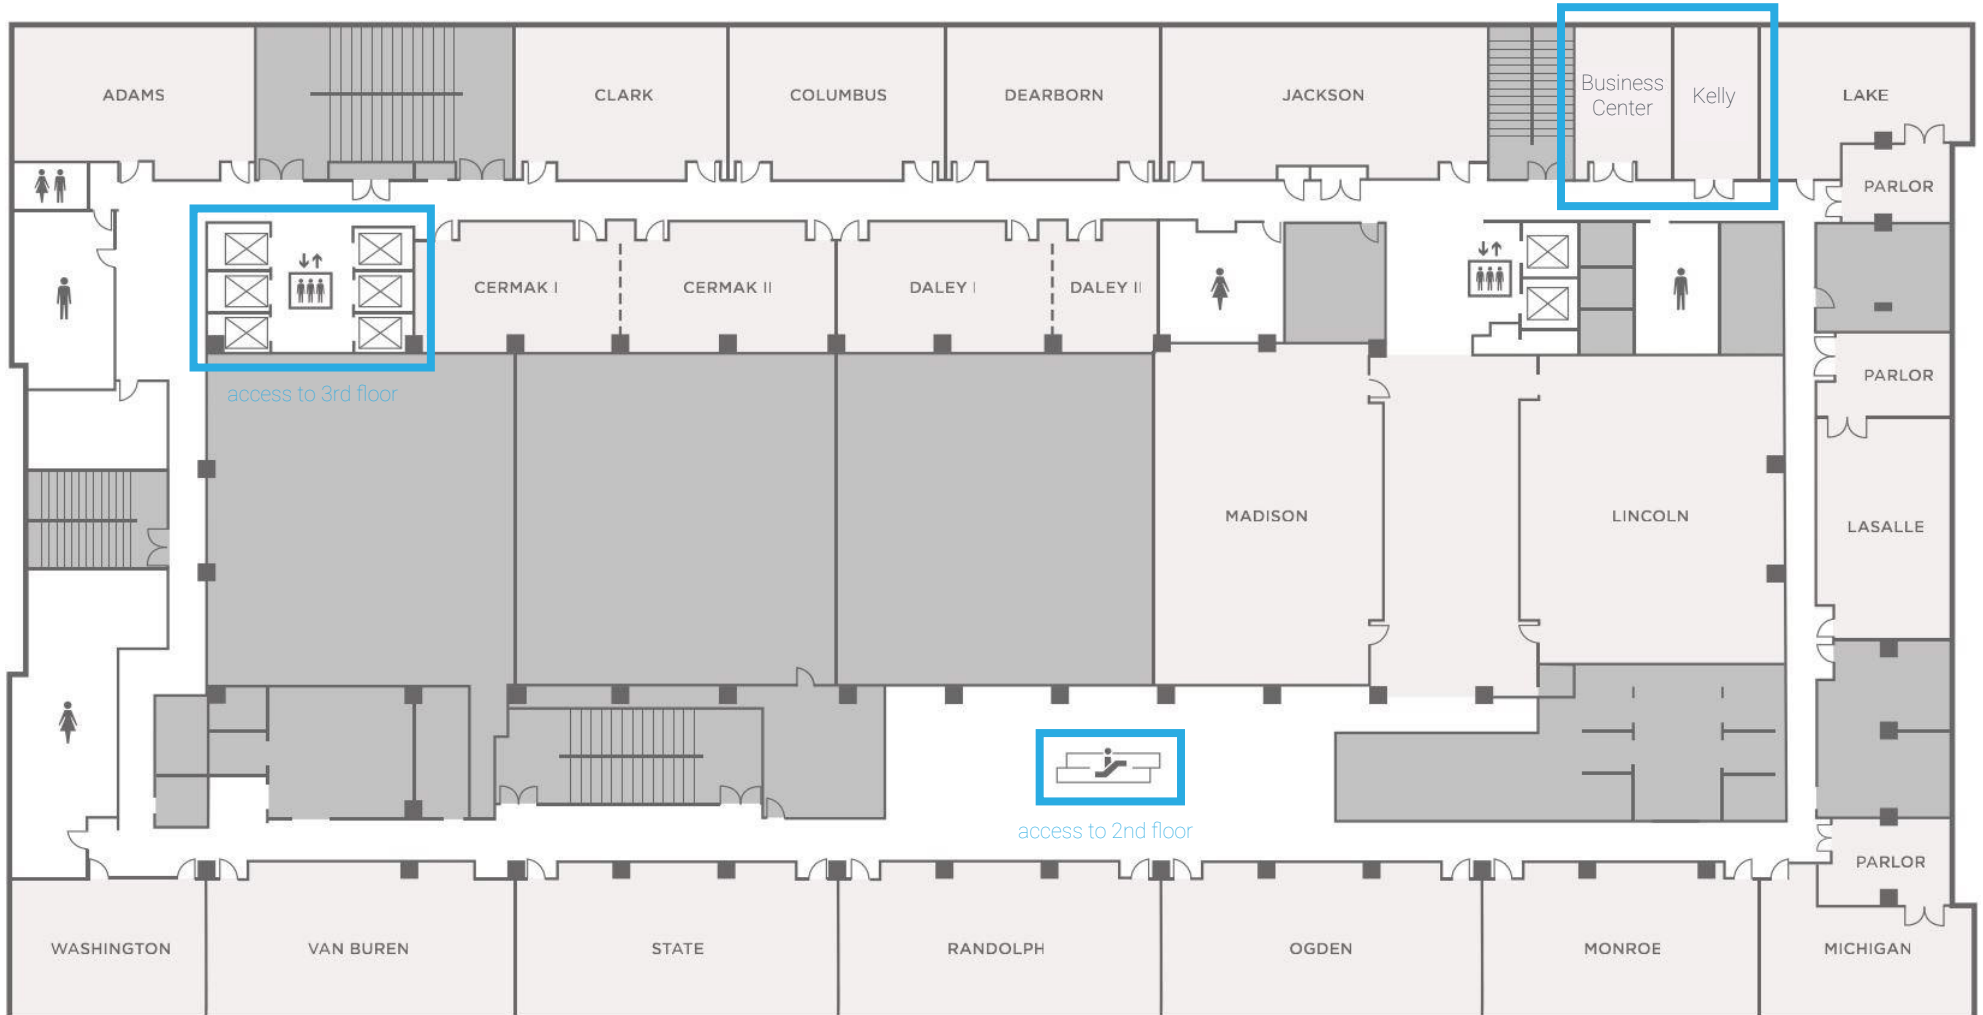 ADAMS
CLARK
COLUMBUS
DEARBORN
JACKSON
Business
Center
Kelly
LAKE
PARLOR
CERMAK I
CERMAK II
DALEY I
DALEY II
access to 3rd floor
PARLOR
MADISON
LINCOLN
LASALLE
access to 2nd floor
PARLOR
WASHINGTON
VAN BUREN
STATE
RANDOLPH
OGDEN
MONROE
MICHIGAN